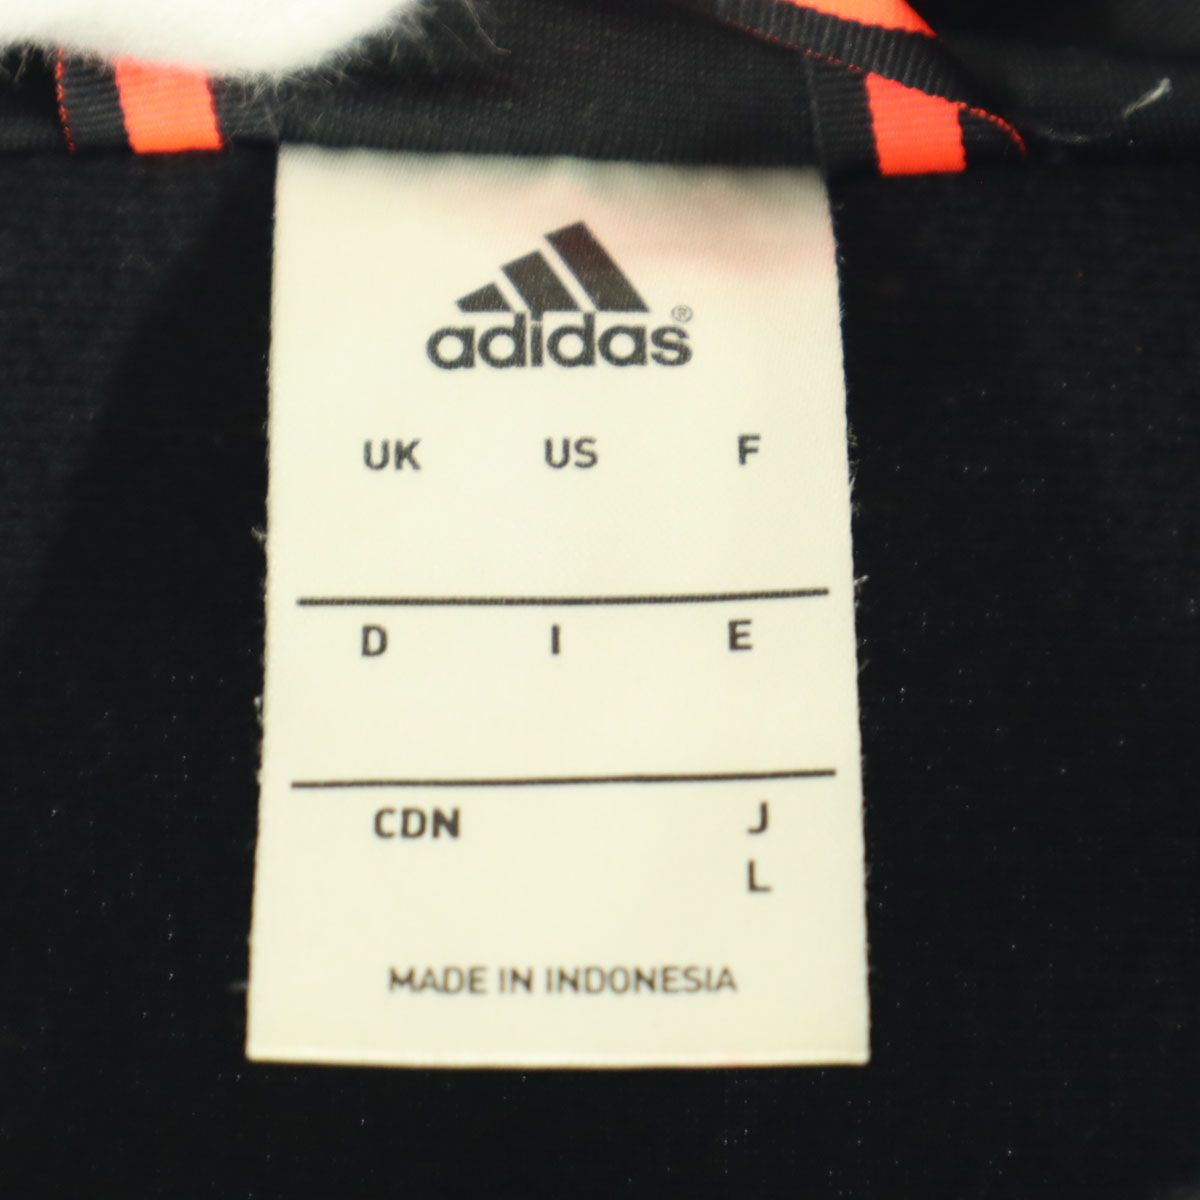 adidas®
UK US F
D I E
CDN J
L
MADE IN INDONESIA